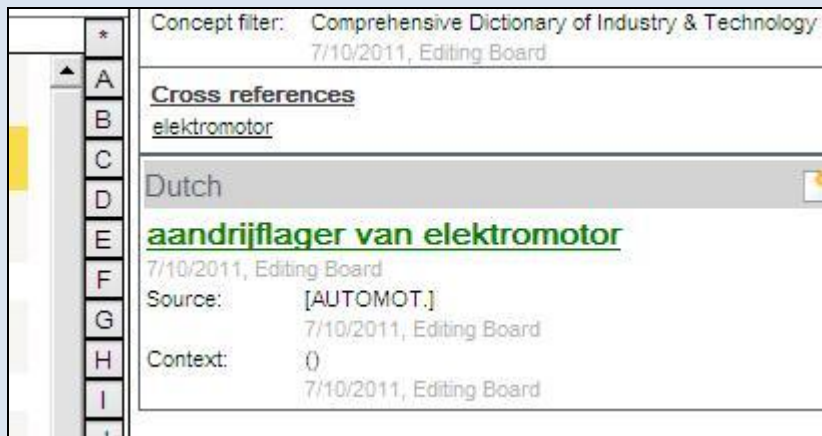 *
A
B
C
D
E
F
G
H
I
Concept filter: Comprehensive Dictionary of Industry & Technology
7/10/2011, Editing Board
Cross references
elektromotor
Dutch
aandrijflager van elektromotor
7/10/2011, Editing Board
Source: [AUTOMOT.]
7/10/2011, Editing Board
Context: ()
7/10/2011, Editing Board